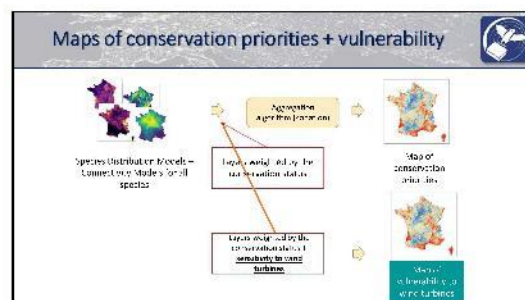 Maps of conservation priorities + vulnerability
Aggregation
algorithm (zonation)
Species Distribution Models –
Connectivity Models for all
species
Layers weighted by the
conservation status
Map of
conservation
priorities
Layers weighted by the
conservation status +
sensitivity to wind
turbines
Map of
vulnerability to
wind turbines